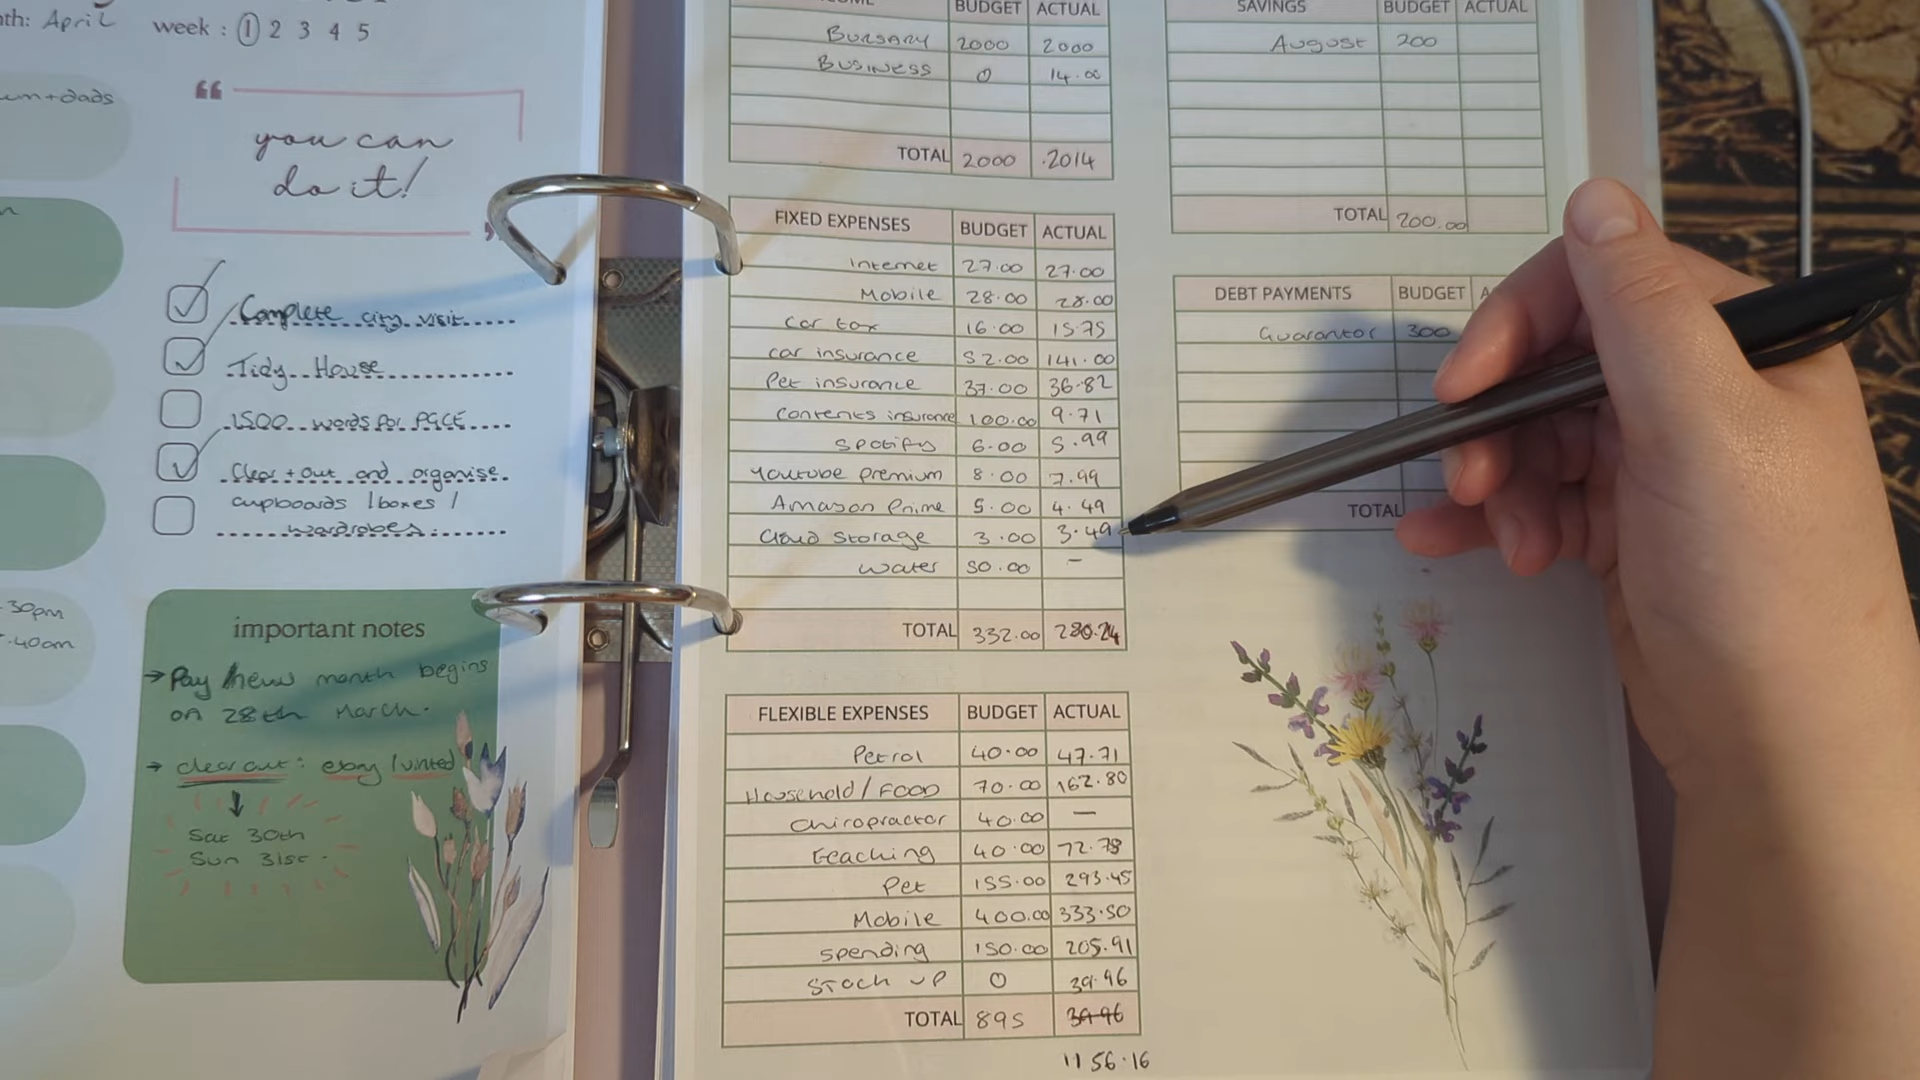 April
week : 1 2 3 4 5
um+dads
“
you can
do it!
Complete city visit
Tidy House
1500 words for PGCE
Clear + out and organise
cupboards / boxes /
wardrobes
30pm
.40am
important notes
→ Pay / new month begins
on 28th March.
→ clear out: ebay / vinted
Sat 30th
Sun 31st.
BUDGET ACTUAL
Bursary 2000 2000
Business 0 14.00
TOTAL 2000 .2014
FIXED EXPENSES BUDGET ACTUAL
Internet 27.00 27.00
Mobile 28.00 28.00
Car tax 16.00 15.75
car insurance 52.00 141.00
Pet insurance 37.00 36.82
contents insurance 100.00 9.71
Spotify 6.00 5.99
Youtube premium 8.00 7.99
Amazon Prime 5.00 4.49
Cloud Storage 3.00 3.49
water 50.00 –
TOTAL 332.00 280.24
FLEXIBLE EXPENSES BUDGET ACTUAL
Petrol 40.00 47.71
Household / FOOD 70.00 162.80
Chiropractor 40.00 –
teaching 40.00 72.78
Pet 155.00 293.45
Mobile 400.00 333.50
spending 150.00 205.91
Stock up 0 39.96
TOTAL 895 39.96
1156.16
SAVINGS BUDGET ACTUAL
August 200
TOTAL 200.00
DEBT PAYMENTS BUDGET
Guarantor 300
TOTAL